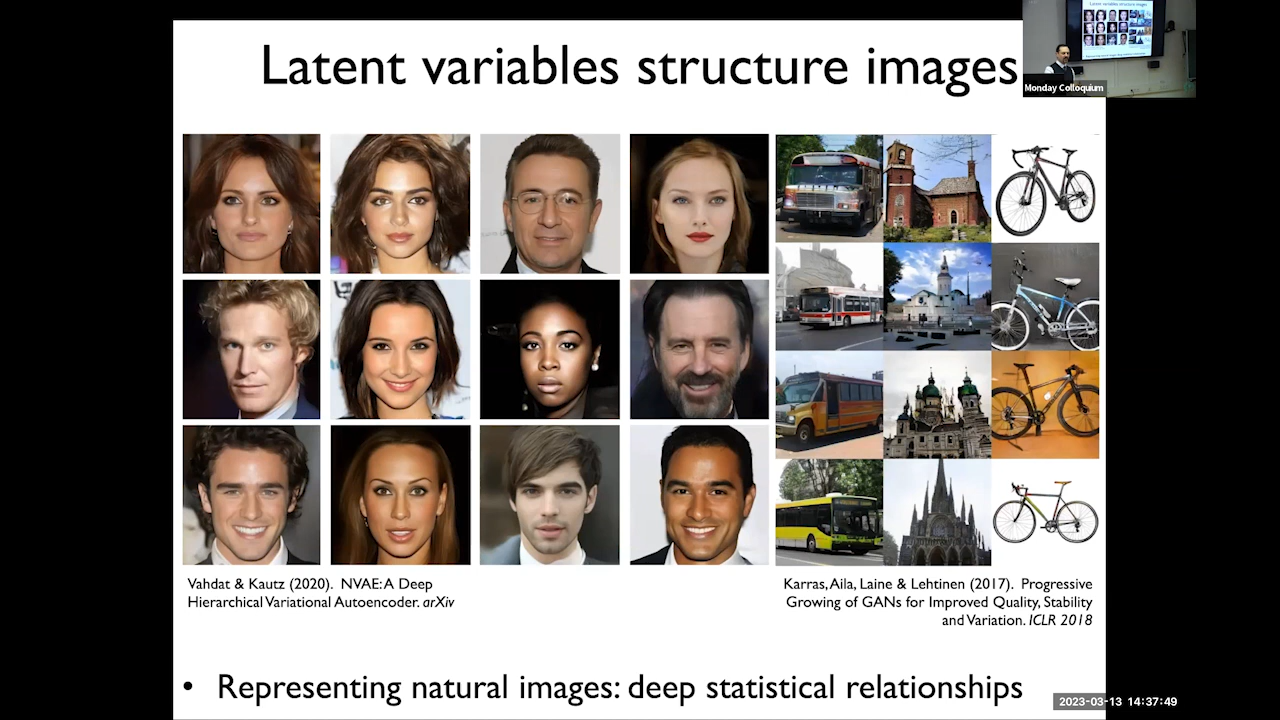 Latent variables structure images
Monday Colloquium
Vahdat & Kautz (2020). NVAE: A Deep
Hierarchical Variational Autoencoder. arXiv
Karras, Aila, Laine & Lehtinen (2017). Progressive
Growing of GANs for Improved Quality, Stability
and Variation. ICLR 2018
• Representing natural images: deep statistical relationships
2023-03-13 14:37:49